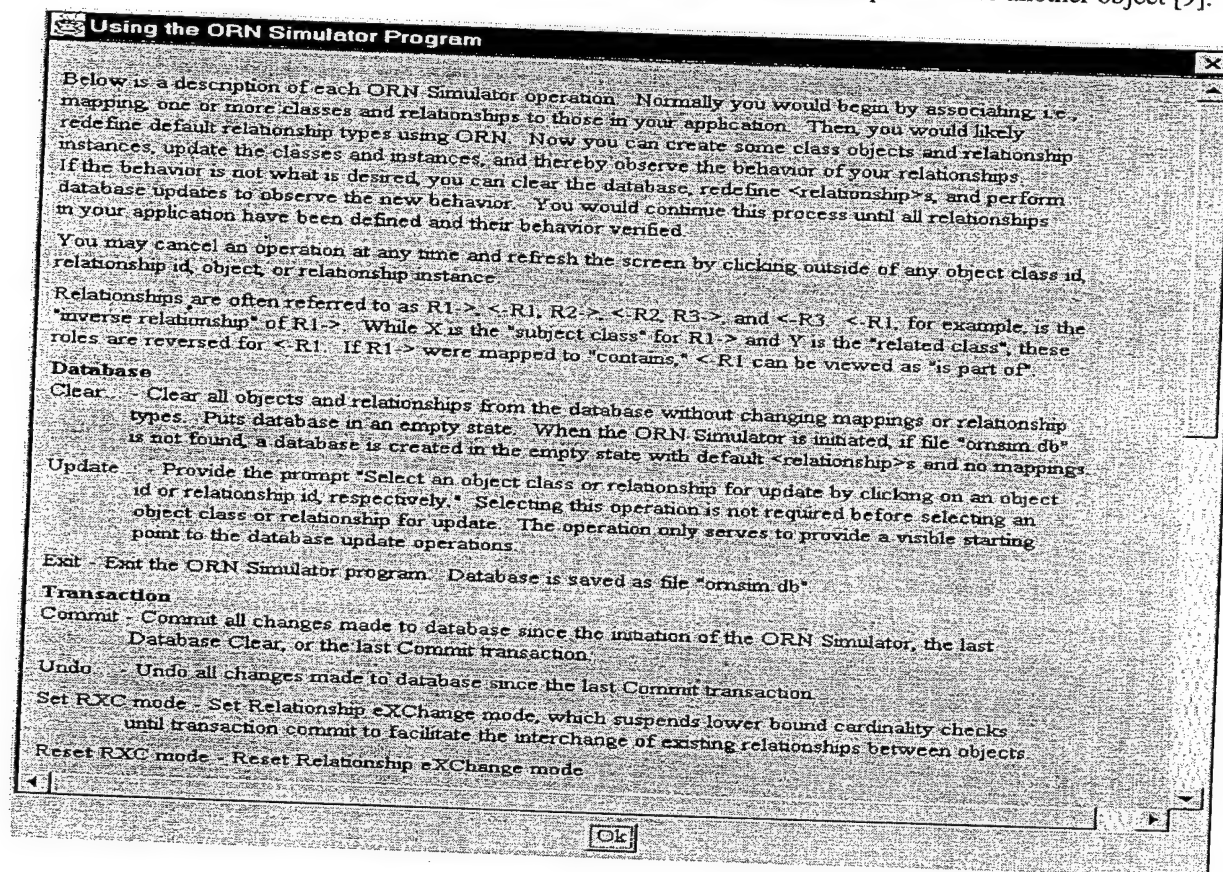 another object [9].
Using the ORN Simulator Program
Below is a description of each ORN Simulator operation. Normally you would begin by associating, i.e.,
mapping, one or more classes and relationships to those in your application. Then, you would likely
redefine default relationship types using ORN. Now you can create some class objects and relationship
instances, update the classes and instances, and thereby observe the behavior of your relationships.
If the behavior is not what is desired, you can clear the database, redefine <relationship>s, and perform
database updates to observe the new behavior. You would continue this process until all relationships
in your application have been defined and their behavior verified.
You may cancel an operation at any time and refresh the screen by clicking outside of any object class id,
relationship id, object, or relationship instance.
Relationships are often referred to as R1->, <-R1, R2->, <-R2, R3->, and <-R3. <-R1, for example, is the
"inverse relationship" of R1->. While X is the "subject class" for R1-> and Y is the "related class", these
roles are reversed for <-R1. If R1-> were mapped to "contains," <-R1 can be viewed as "is part of".
Database
Clear... - Clear all objects and relationships from the database without changing mappings or relationship
types. Puts database in an empty state. When the ORN Simulator is initiated, if file "ornsim.db"
is not found, a database is created in the empty state with default <relationship>s and no mappings.
Update... - Provide the prompt "Select an object class or relationship for update by clicking on an object
id or relationship id, respectively." Selecting this operation is not required before selecting an
object class or relationship for update. The operation only serves to provide a visible starting
point to the database update operations.
Exit - Exit the ORN Simulator program. Database is saved as file "ornsim.db"
Transaction
Commit - Commit all changes made to database since the initiation of the ORN Simulator, the last
Database Clear, or the last Commit transaction.
Undo... - Undo all changes made to database since the last Commit transaction.
Set RXC mode - Set Relationship eXChange mode, which suspends lower bound cardinality checks
until transaction commit to facilitate the interchange of existing relationships between objects.
Reset RXC mode - Reset Relationship eXChange mode
Ok